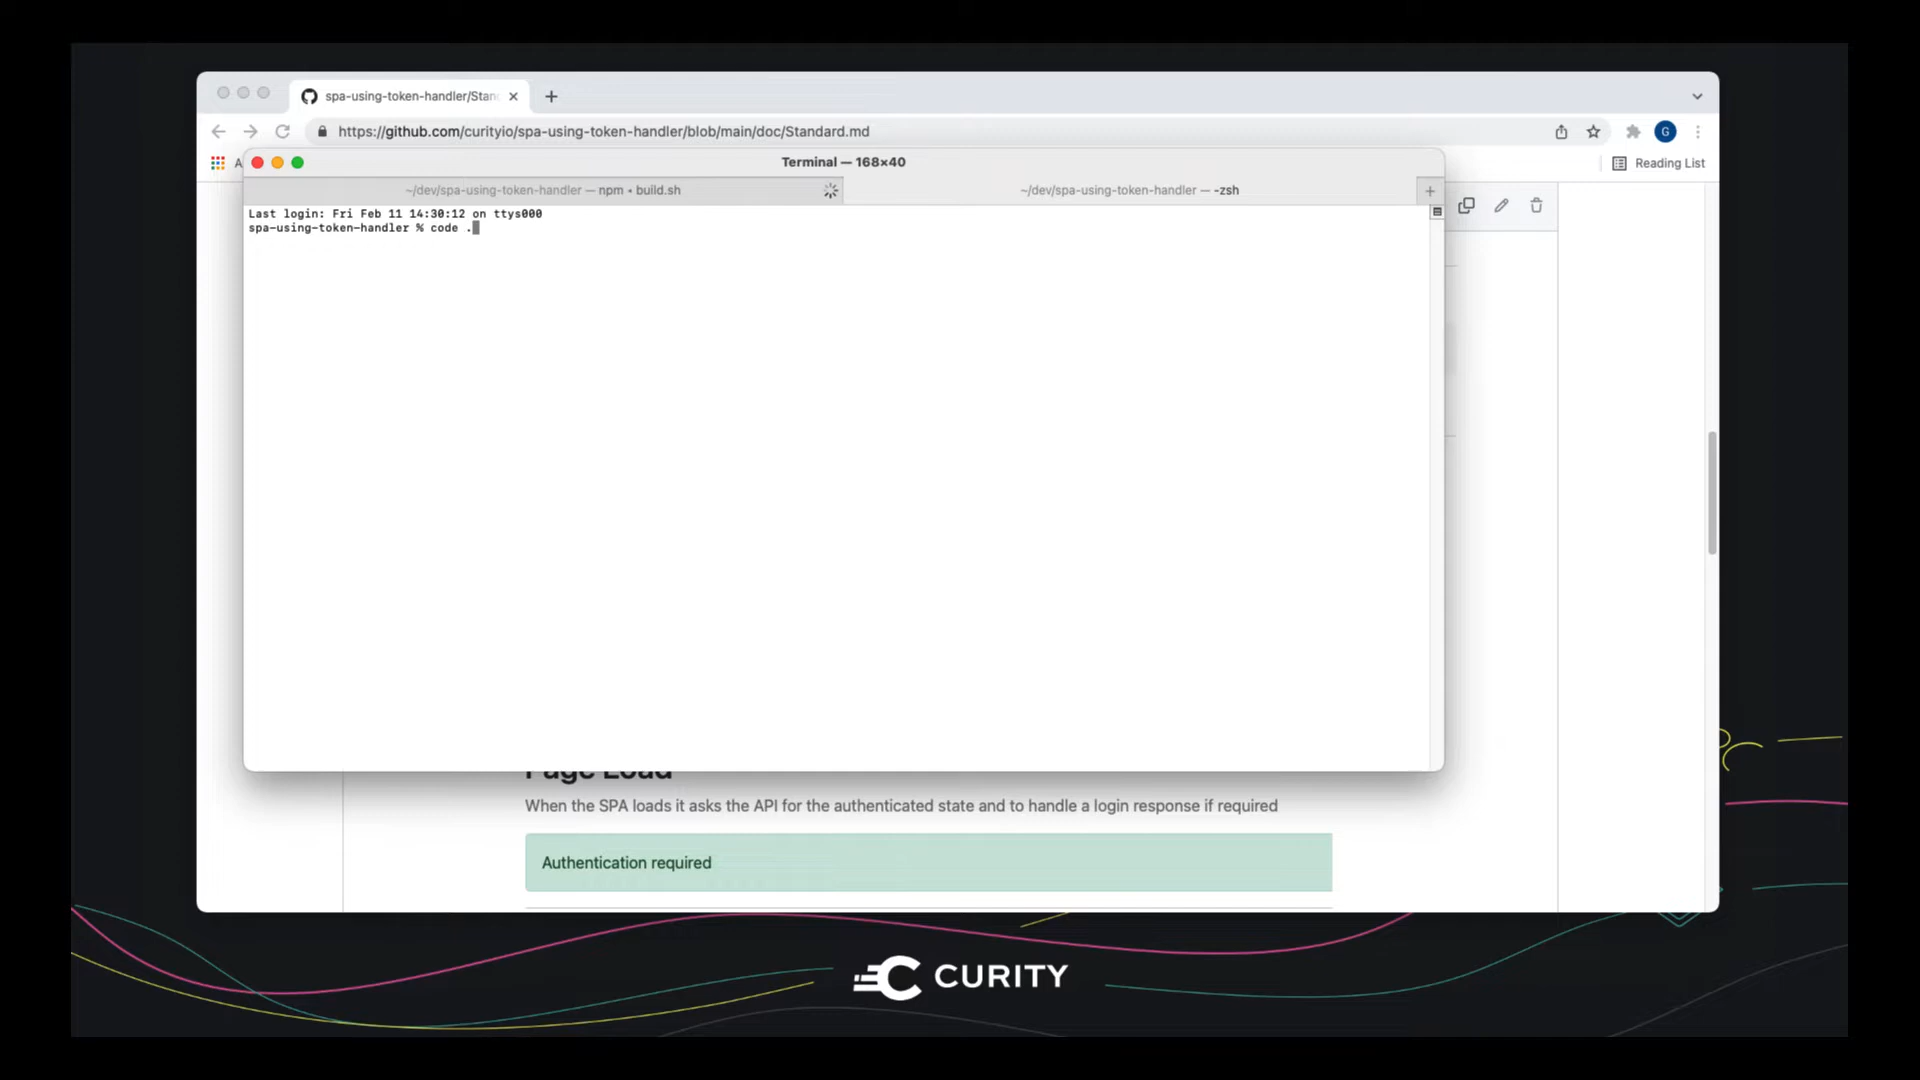 spa-using-token-handler/Stan
https://github.com/curityio/spa-using-token-handler/blob/main/doc/Standard.md
G
A
Terminal — 168×40
Reading List
~/dev/spa-using-token-handler — npm ◂ build.sh
~/dev/spa-using-token-handler — -zsh
Last login: Fri Feb 11 14:30:12 on ttys000
spa-using-token-handler % code .
Page Load
When the SPA loads it asks the API for the authenticated state and to handle a login response if required
Authentication required
CURITY